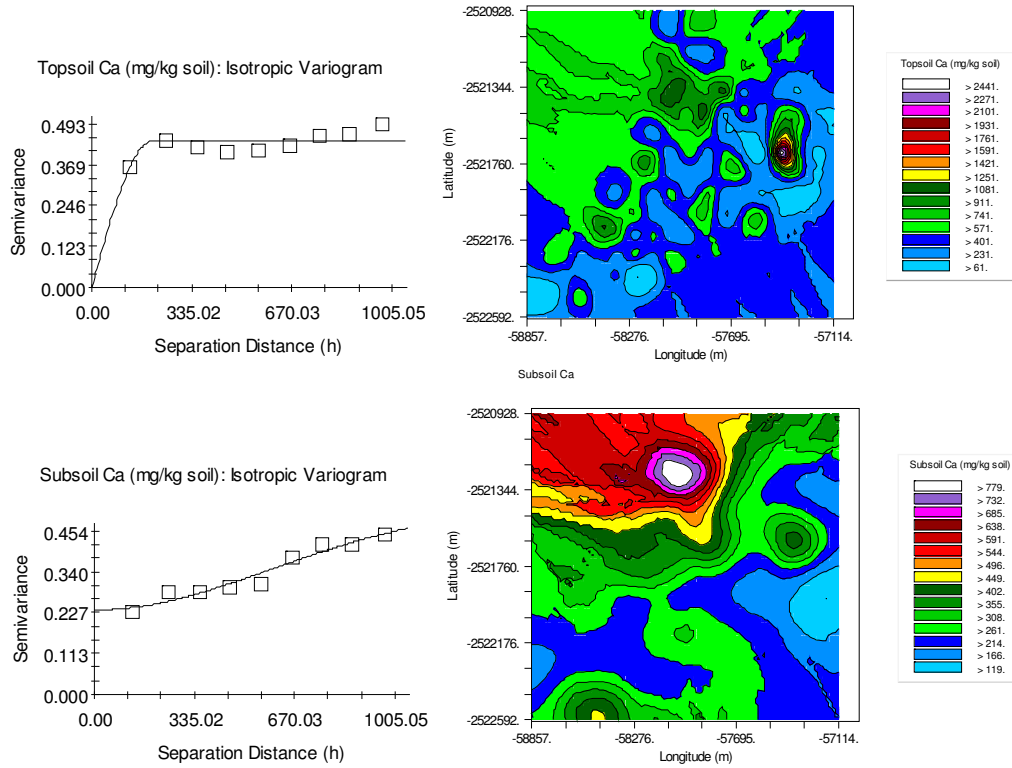 Topsoil Ca (mg/kg soil): Isotropic Variogram
0.493
0.369
0.246
0.123
0.000
Semivariance
0.00 335.02 670.03 1005.05
Separation Distance (h)
-2520928.
-2521344.
-2521760.
-2522176.
-2522592.
Latitude (m)
-58857. -58276. -57695. -57114.
Longitude (m)
Topsoil Ca (mg/kg soil)
> 2441.
> 2271.
> 2101.
> 1931.
> 1761.
> 1591.
> 1421.
> 1251.
> 1081.
> 911.
> 741.
> 571.
> 401.
> 231.
> 61.
Subsoil Ca
Subsoil Ca (mg/kg soil): Isotropic Variogram
0.454
0.340
0.227
0.113
0.000
Semivariance
0.00 335.02 670.03 1005.05
Separation Distance (h)
-2520928.
-2521344.
-2521760.
-2522176.
-2522592.
Latitude (m)
-58857. -58276. -57695. -57114.
Longitude (m)
Subsoil Ca (mg/kg soil)
> 779.
> 732.
> 685.
> 638.
> 591.
> 544.
> 496.
> 449.
> 402.
> 355.
> 308.
> 261.
> 214.
> 166.
> 119.